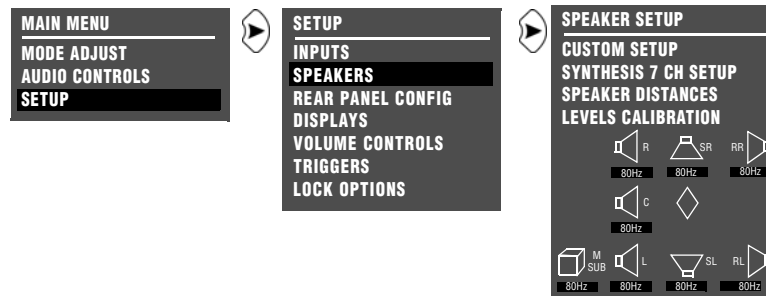 MAIN MENU
MODE ADJUST
AUDIO CONTROLS
SETUP
SETUP
INPUTS
SPEAKERS
REAR PANEL CONFIG
DISPLAYS
VOLUME CONTROLS
TRIGGERS
LOCK OPTIONS
SPEAKER SETUP
CUSTOM SETUP
SYNTHESIS 7 CH SETUP
SPEAKER DISTANCES
LEVELS CALIBRATION
R SR RR
80Hz 80Hz 80Hz
C
80Hz
M
SUB L SL RL
80Hz 80Hz 80Hz 80Hz